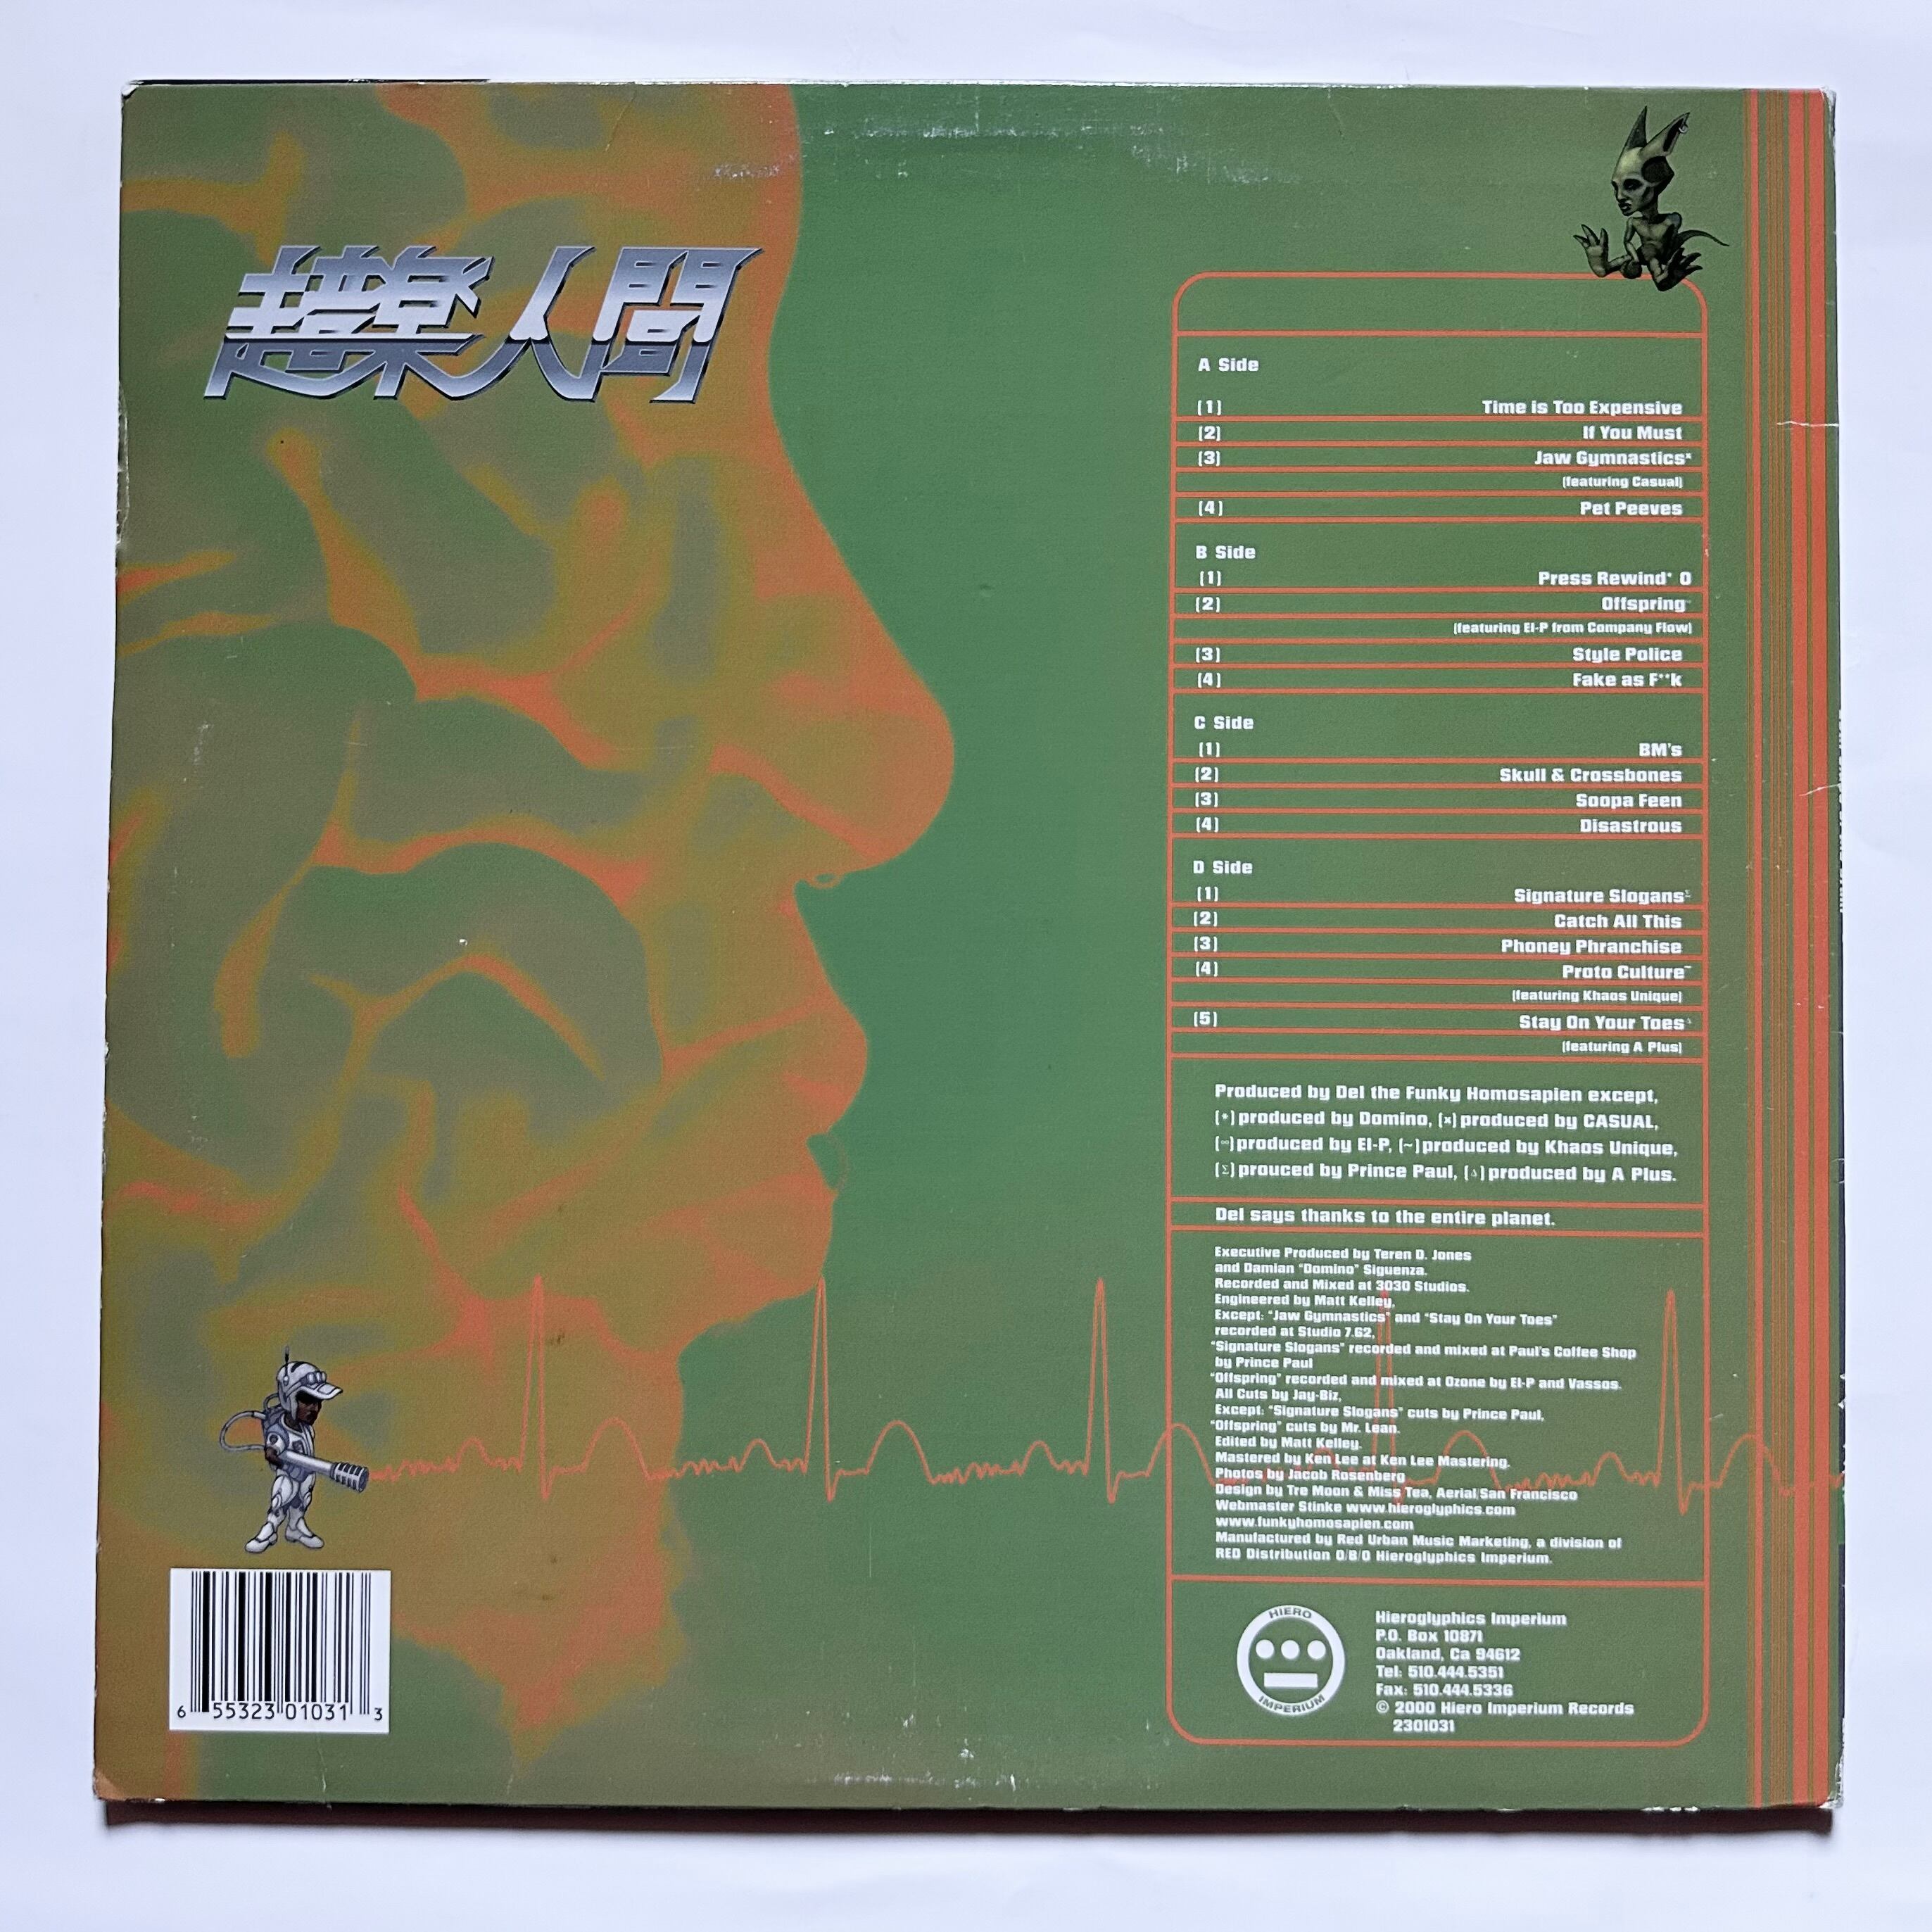 超音楽人間
A Side
(1) Time is Too Expensive
(2) If You Must
(3) Jaw Gymnastics×
(featuring Casual)
(4) Pet Peeves
B Side
(1) Press Rewind* O
(2) Offspring
(featuring El-P from Company Flow)
(3) Style Police
(4) Fake as F**k
C Side
(1) BM's
(2) Skull & Crossbones
(3) Soopa Feen
(4) Disastrous
D Side
(1) Signature Slogans Σ
(2) Catch All This
(3) Phoney Phranchise
(4) Proto Culture~
(featuring Khaos Unique)
(5) Stay On Your Toes Δ
(featuring A Plus)
Produced by Del the Funky Homosapien except,
(*) produced by Domino, (×) produced by CASUAL,
(∞) produced by El-P, (~) produced by Khaos Unique,
(Σ) prouced by Prince Paul, (Δ) produced by A Plus.
Del says thanks to the entire planet.
Executive Produced by Teren D. Jones
and Damian "Domino" Siguenza.
Recorded and Mixed at 3030 Studios.
Engineered by Matt Kelley,
Except: "Jaw Gymnastics" and "Stay On Your Toes"
recorded at Studio 7.62,
"Signature Slogans" recorded and mixed at Paul's Coffee Shop
by Prince Paul
"Offspring" recorded and mixed at Ozone by El-P and Vassos.
All Cuts by Jay-Biz,
Except: "Signature Slogans" cuts by Prince Paul,
"Offspring" cuts by Mr. Lean.
Edited by Matt Kelley.
Mastered by Ken Lee at Ken Lee Mastering.
Photos by Jacob Rosenberg
Design by Tre Moon & Miss Tea, Aerial/San Francisco
Webmaster Stinke www.hieroglyphics.com
www.funkyhomosapien.com
Manufactured by Red Urban Music Marketing, a division of
RED Distribution O/B/O Hieroglyphics Imperium.
HIERO
IMPERIUM
Hieroglyphics Imperium
P.O. Box 10871
Oakland, Ca 94612
Tel: 510.444.5351
Fax: 510.444.5336
© 2000 Hiero Imperium Records
2301031
6 55323 01031 3